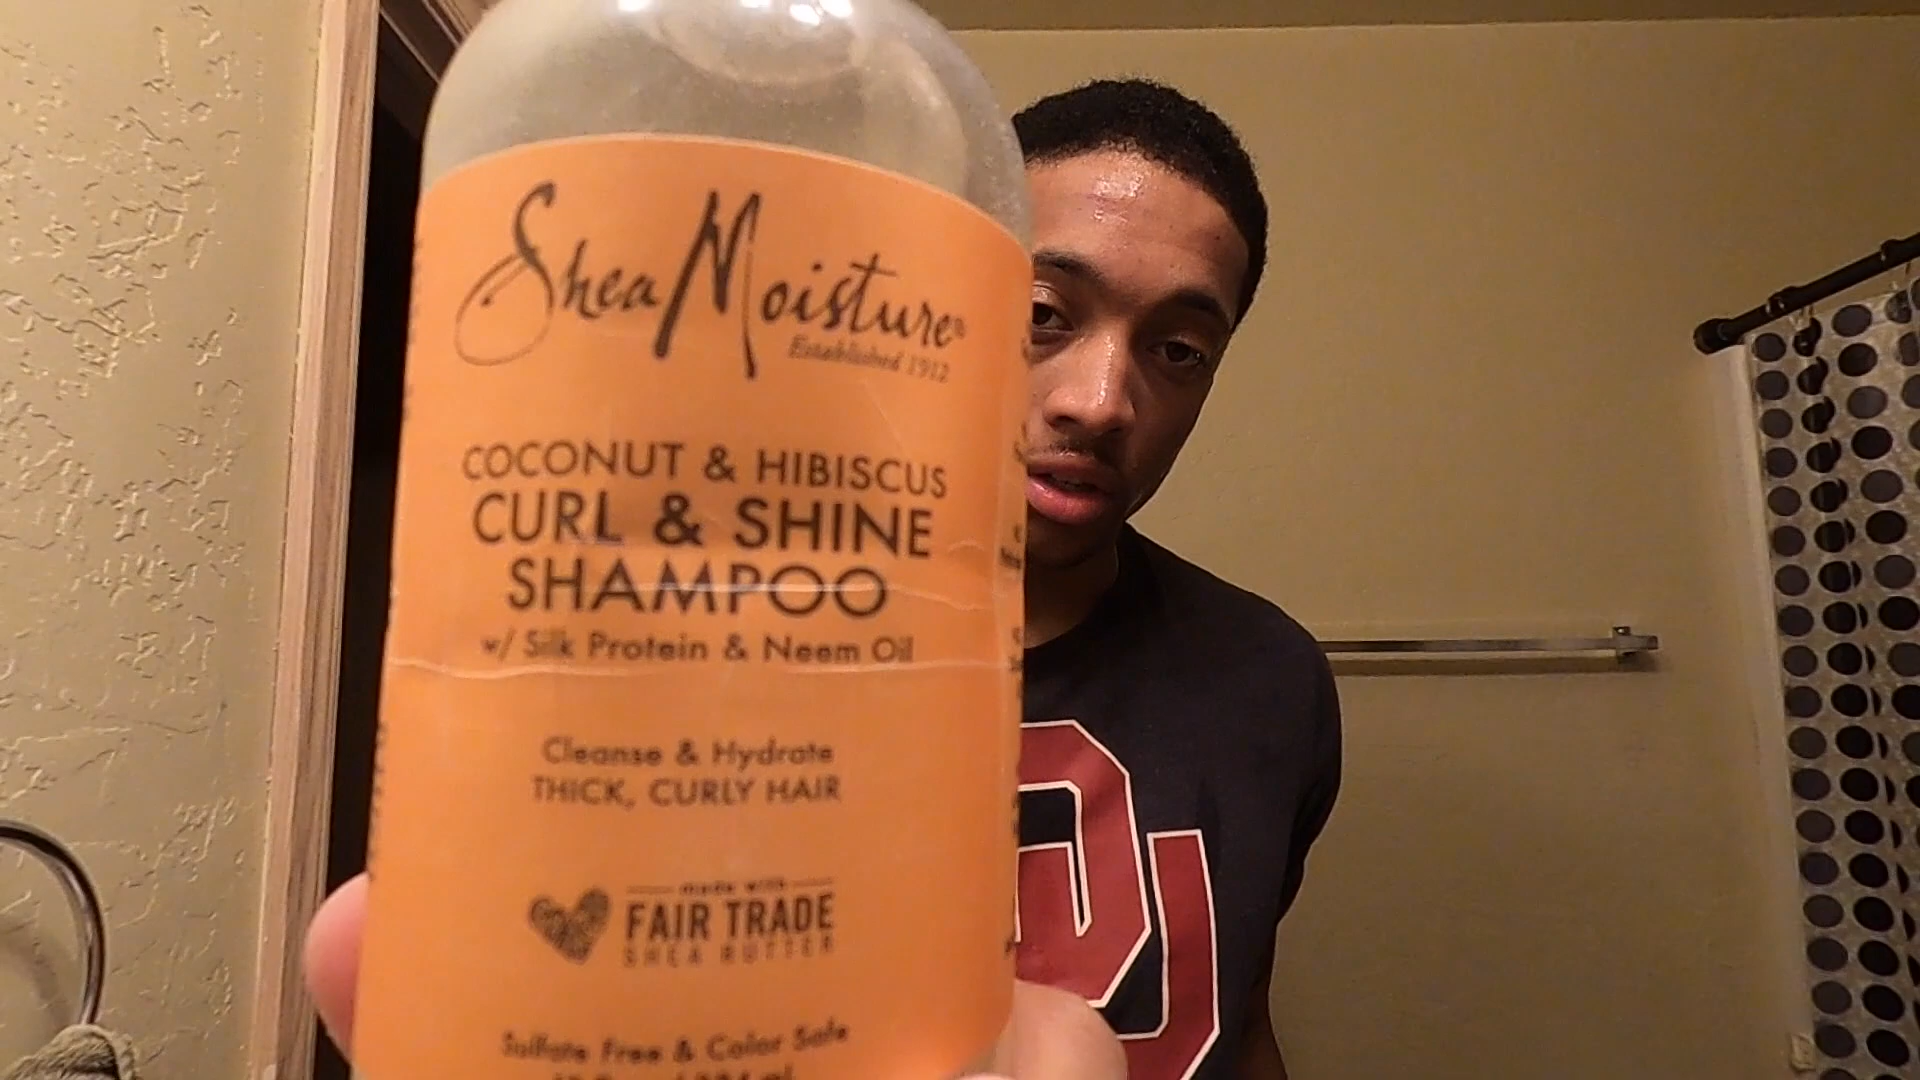 SheaMoisture®
Established 1912
COCONUT & HIBISCUS
CURL & SHINE
SHAMPOO
w/ Silk Protein & Neem Oil
Cleanse & Hydrate
THICK, CURLY HAIR
made with
FAIR TRADE
SHEA BUTTER
Sulfate Free & Color Safe
OU